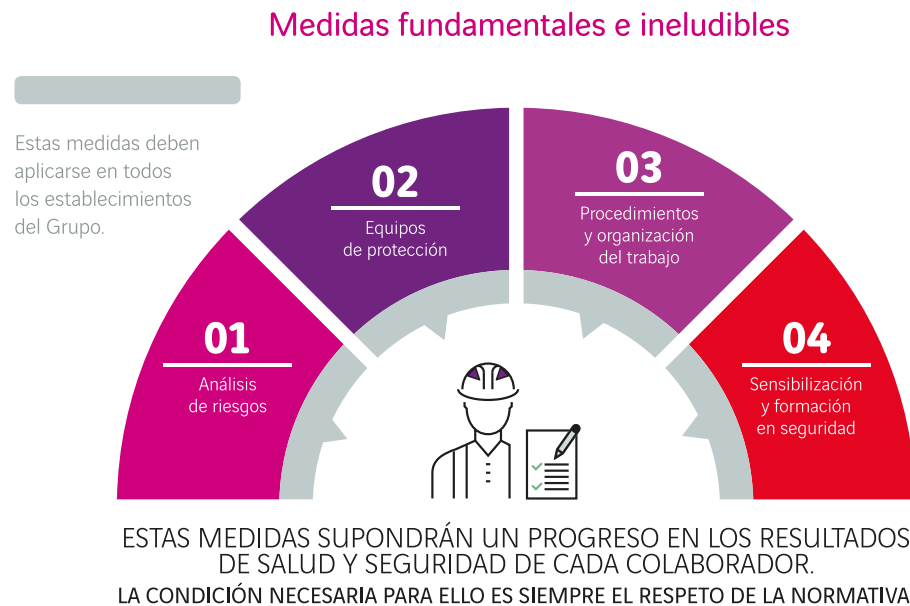 Medidas fundamentales e ineludibles
Estas medidas deben
aplicarse en todos
los establecimientos
del Grupo.
01
Análisis
de riesgos
02
Equipos
de protección
03
Procedimientos
y organización
del trabajo
04
Sensibilización
y formación
en seguridad
ESTAS MEDIDAS SUPONDRÁN UN PROGRESO EN LOS RESULTADOS
DE SALUD Y SEGURIDAD DE CADA COLABORADOR.
LA CONDICIÓN NECESARIA PARA ELLO ES SIEMPRE EL RESPETO DE LA NORMATIVA